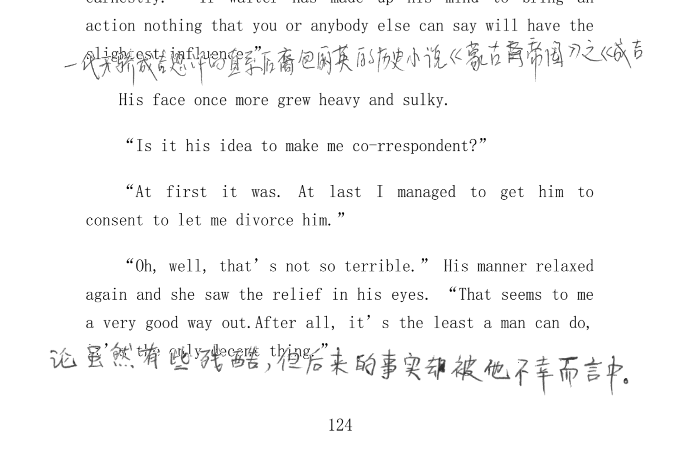 earnestly. “If Walter has made up his mind to bring an
action nothing that you or anybody else can say will have the
slightest influence.”
一代天骄成吉思汗的直系后裔包丽英的历史小说《蒙古帝国》之《成吉
His face once more grew heavy and sulky.
“Is it his idea to make me co-rrespondent?”
“At first it was. At last I managed to get him to
consent to let me divorce him.”
“Oh, well, that’s not so terrible.” His manner relaxed
again and she saw the relief in his eyes. “That seems to me
a very good way out.After all, it’s the least a man can do,
the only decent thing.”
论虽然有些残酷,但后来的事实却被他不幸而言中。
124